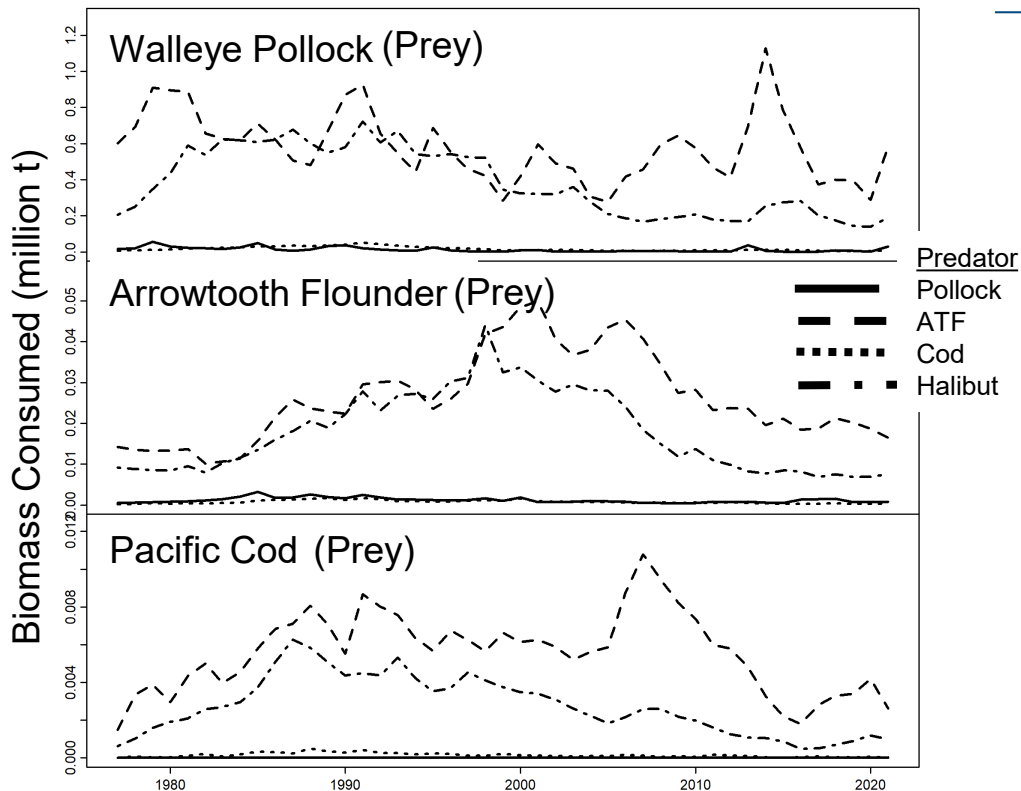 Biomass Consumed (million t)
Walleye Pollock (Prey)
1.2
1.0
0.8
0.6
0.4
0.2
0.0
Arrowtooth Flounder (Prey)
0.05
0.04
0.03
0.02
0.01
0.00
Pacific Cod (Prey)
0.012
0.008
0.004
0.000
1980 1990 2000 2010 2020
Predator
Pollock
ATF
Cod
Halibut